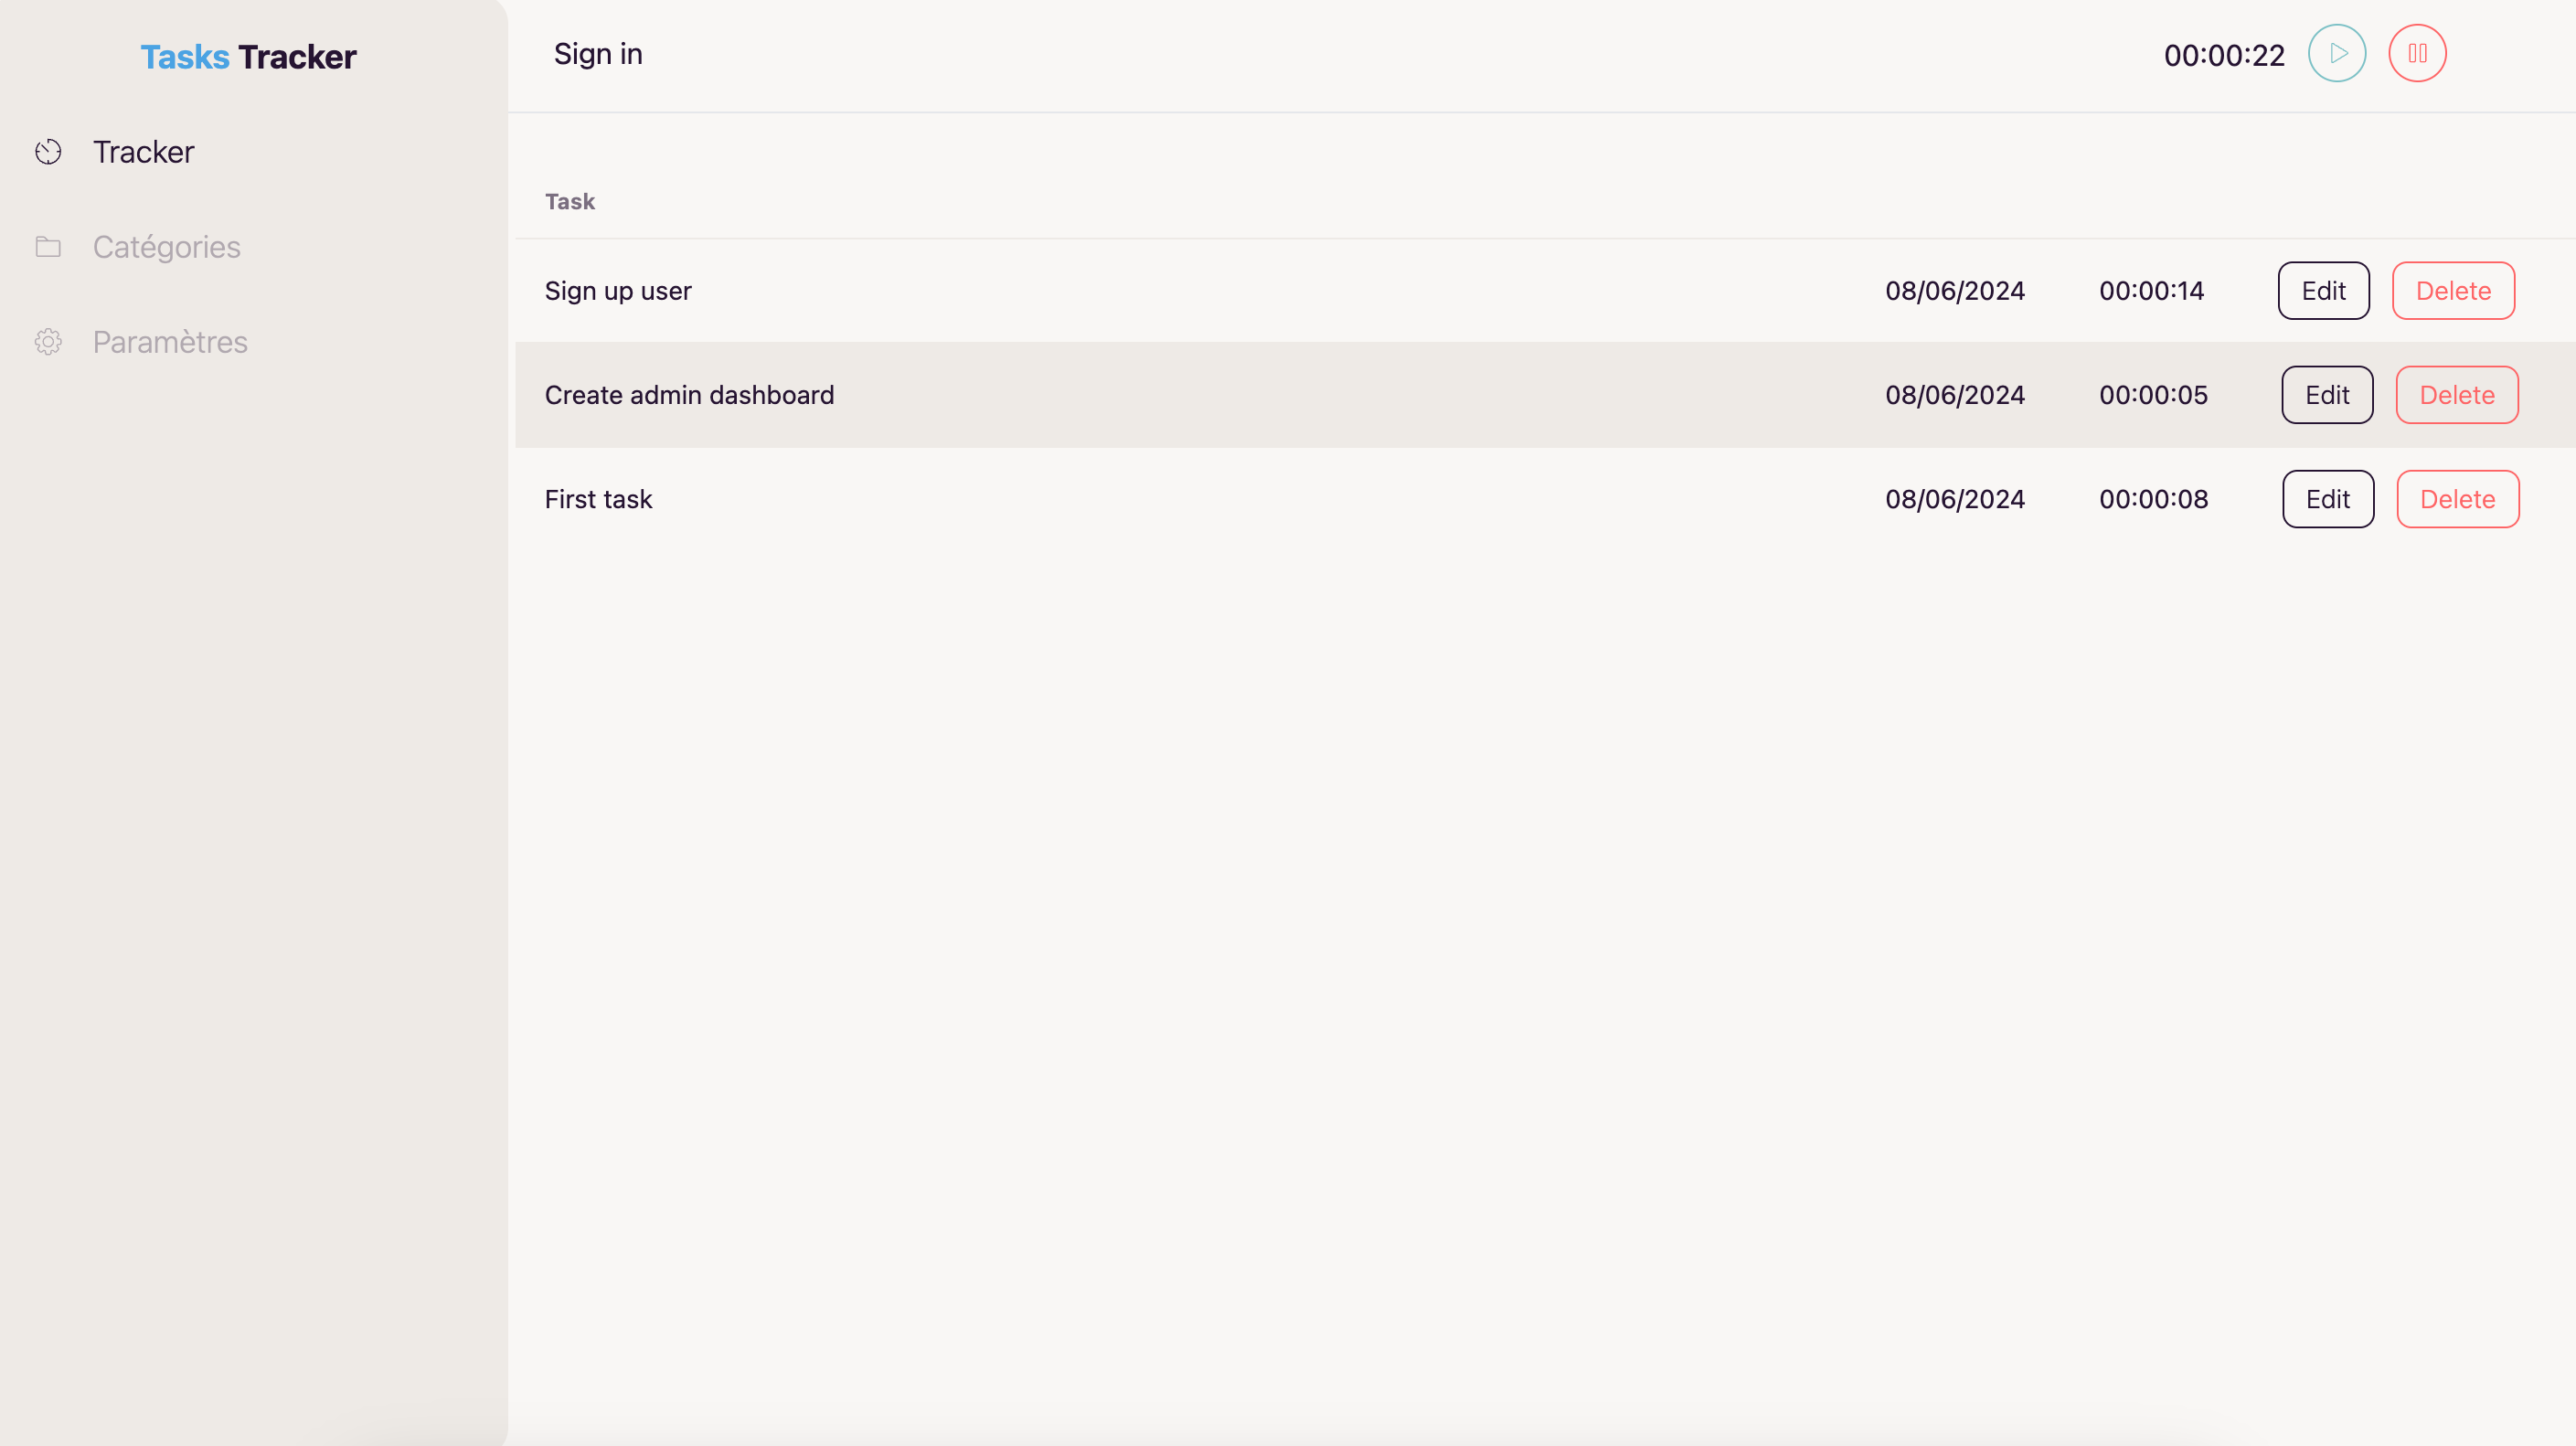 Tasks Tracker
Tracker
Catégories
Paramètres
Sign in 00:00:22
Task
Sign up user 08/06/2024 00:00:14 Edit Delete
Create admin dashboard 08/06/2024 00:00:05 Edit Delete
First task 08/06/2024 00:00:08 Edit Delete